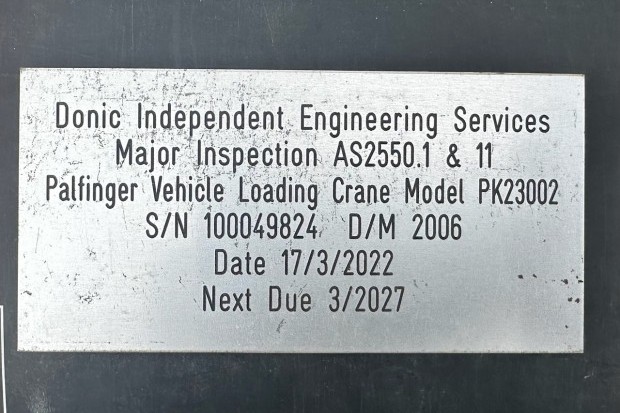 Donic Independent Engineering Services
Major Inspection AS2550.1 & 11
Palfinger Vehicle Loading Crane Model PK23002
S/N 100049824 D/M 2006
Date 17/3/2022
Next Due 3/2027